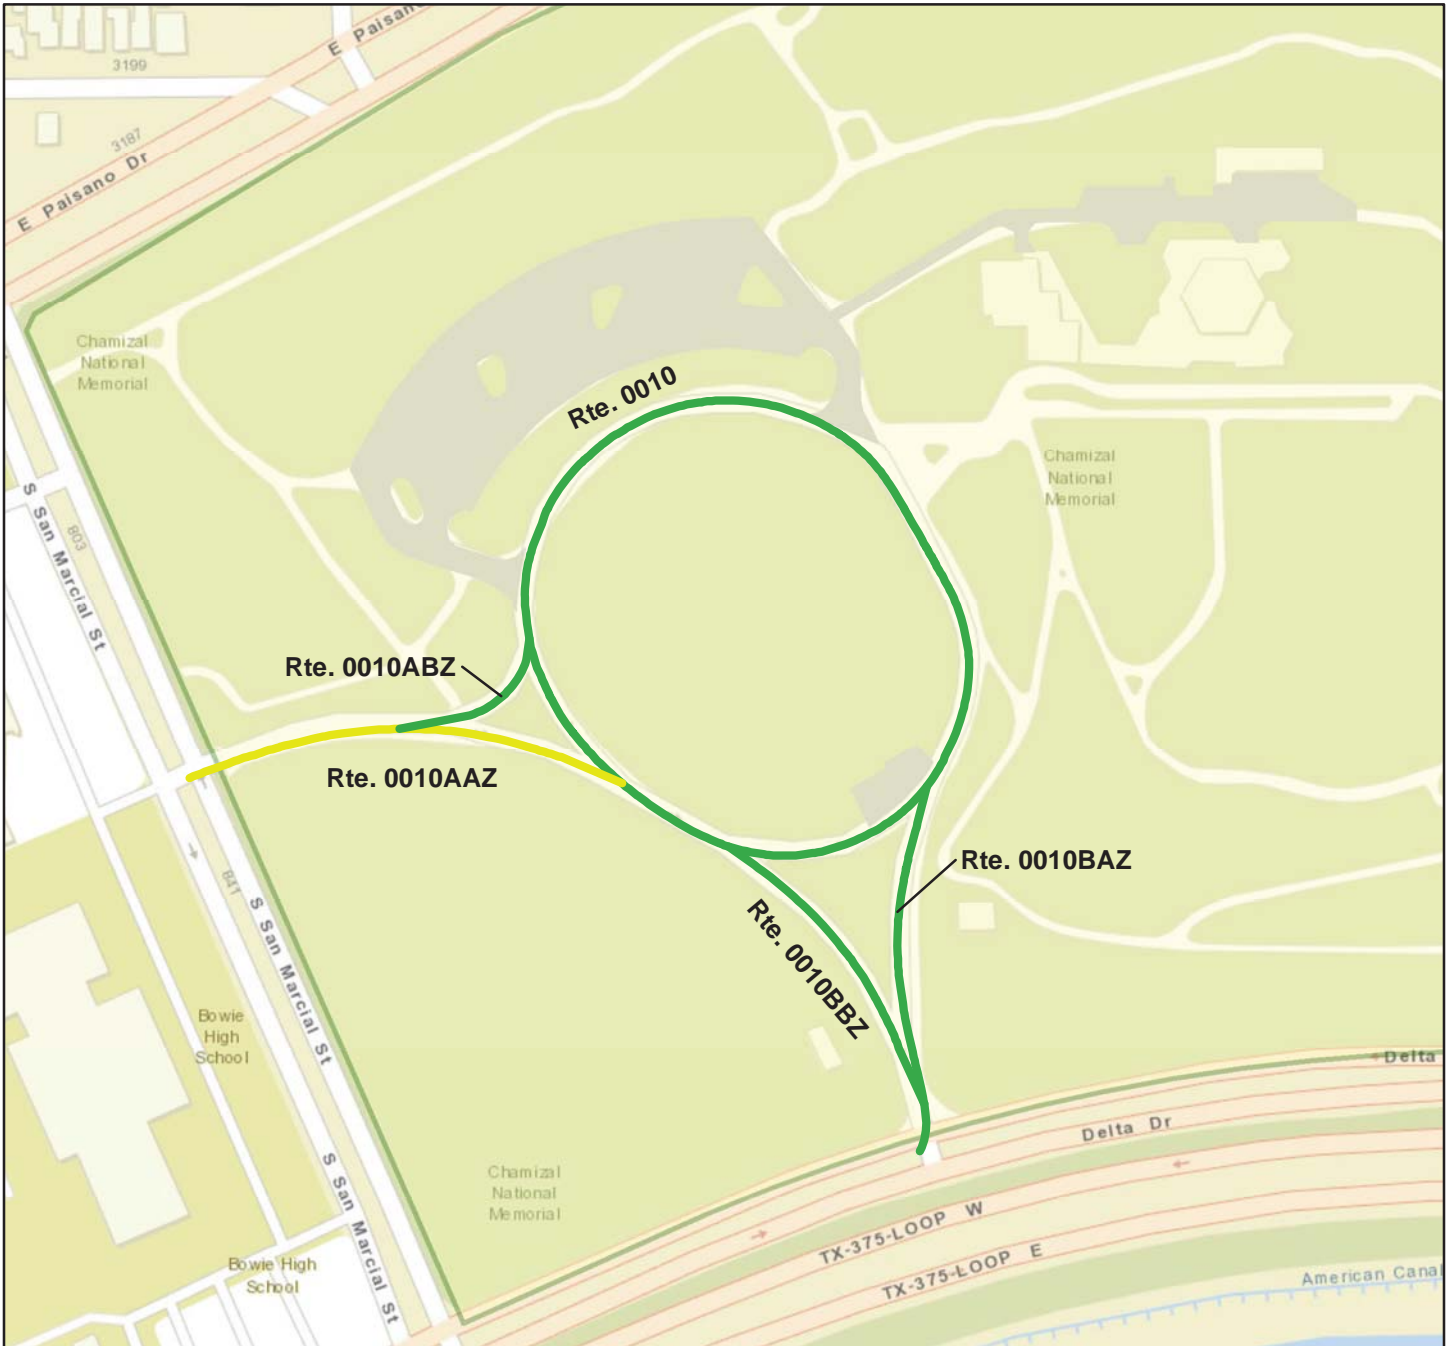 E Paisano
3199
3187
E Paisano Dr
Chamizal
National
Memorial
Rte. 0010
Chamizal
National
Memorial
S San Marcial St
803
Rte. 0010ABZ
Rte. 0010AAZ
Rte. 0010BAZ
841
S San Marcial St
Rte. 0010BBZ
Bowie
High
School
Delta
Delta Dr
Chamizal
National
Memorial
S San Marcial St
TX-375-LOOP W
TX-375-LOOP E
Bowie High
School
American Canal